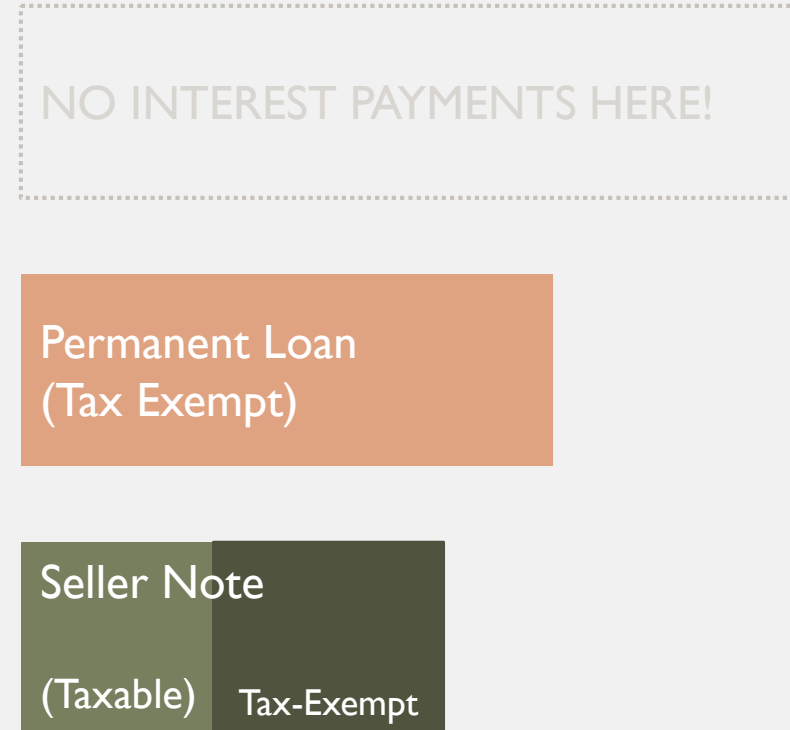 NO INTEREST PAYMENTS HERE!
Permanent Loan
(Tax Exempt)
Seller Note
(Taxable)
Tax-Exempt